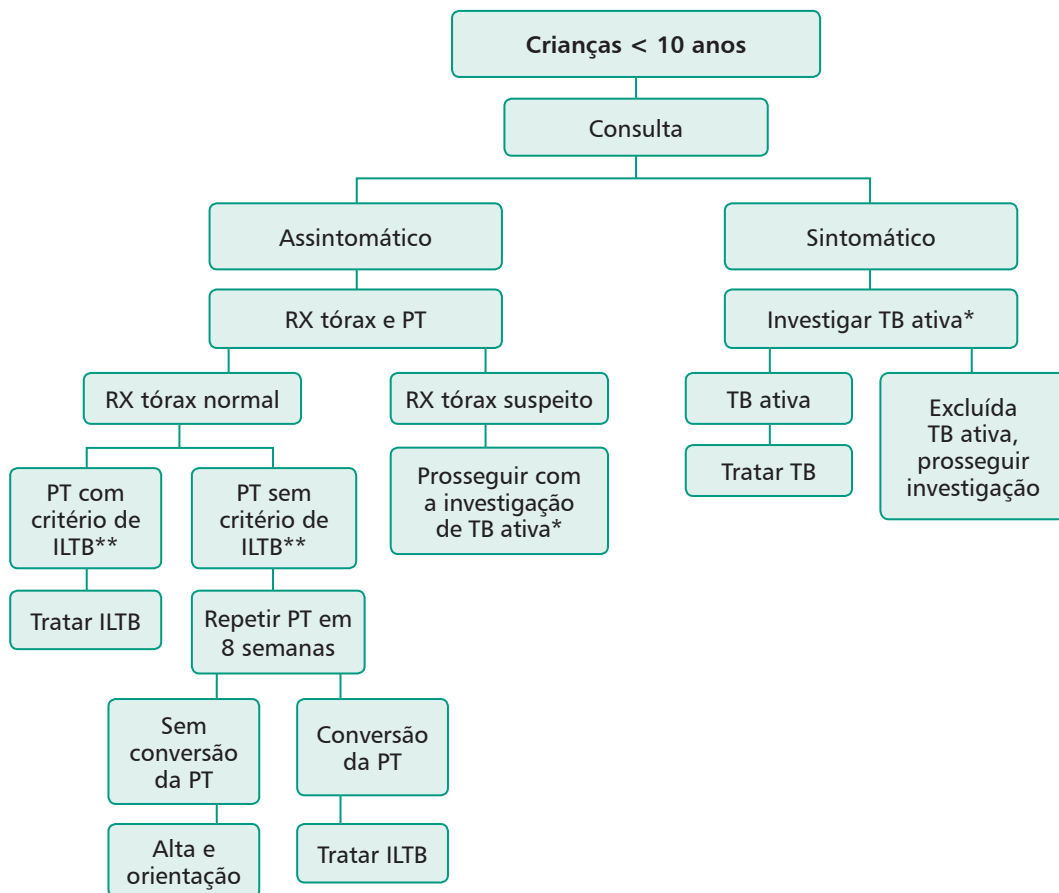 Crianças < 10 anos
Consulta
Assintomático
Sintomático
RX tórax e PT
Investigar TB ativa*
RX tórax normal
RX tórax suspeito
TB ativa
Excluída
TB ativa,
prosseguir
investigação
PT com
critério de
ILTB**
PT sem
critério de
ILTB**
Prosseguir com
a investigação
de TB ativa*
Tratar TB
Tratar ILTB
Repetir PT em
8 semanas
Sem
conversão
da PT
Conversão
da PT
Alta e
orientação
Tratar ILTB